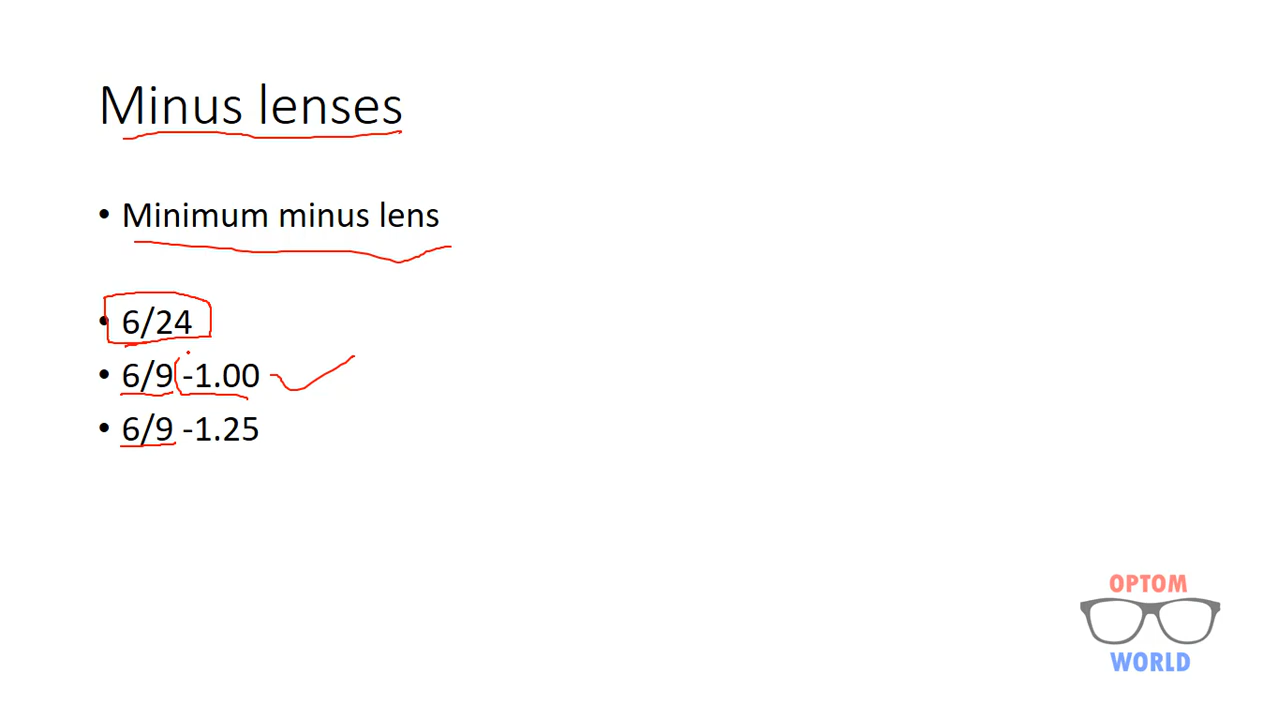 Minus lenses
• Minimum minus lens
• 6/24
• 6/9 -1.00
• 6/9 -1.25
OPTOM
WORLD